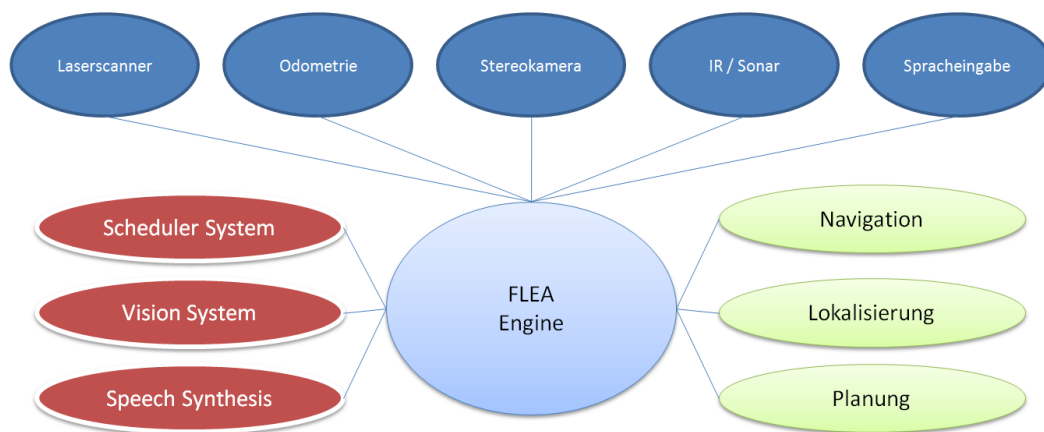 Laserscanner
Odometrie
Stereokamera
IR / Sonar
Spracheingabe
Scheduler System
Vision System
Speech Synthesis
FLEA
Engine
Navigation
Lokalisierung
Planung